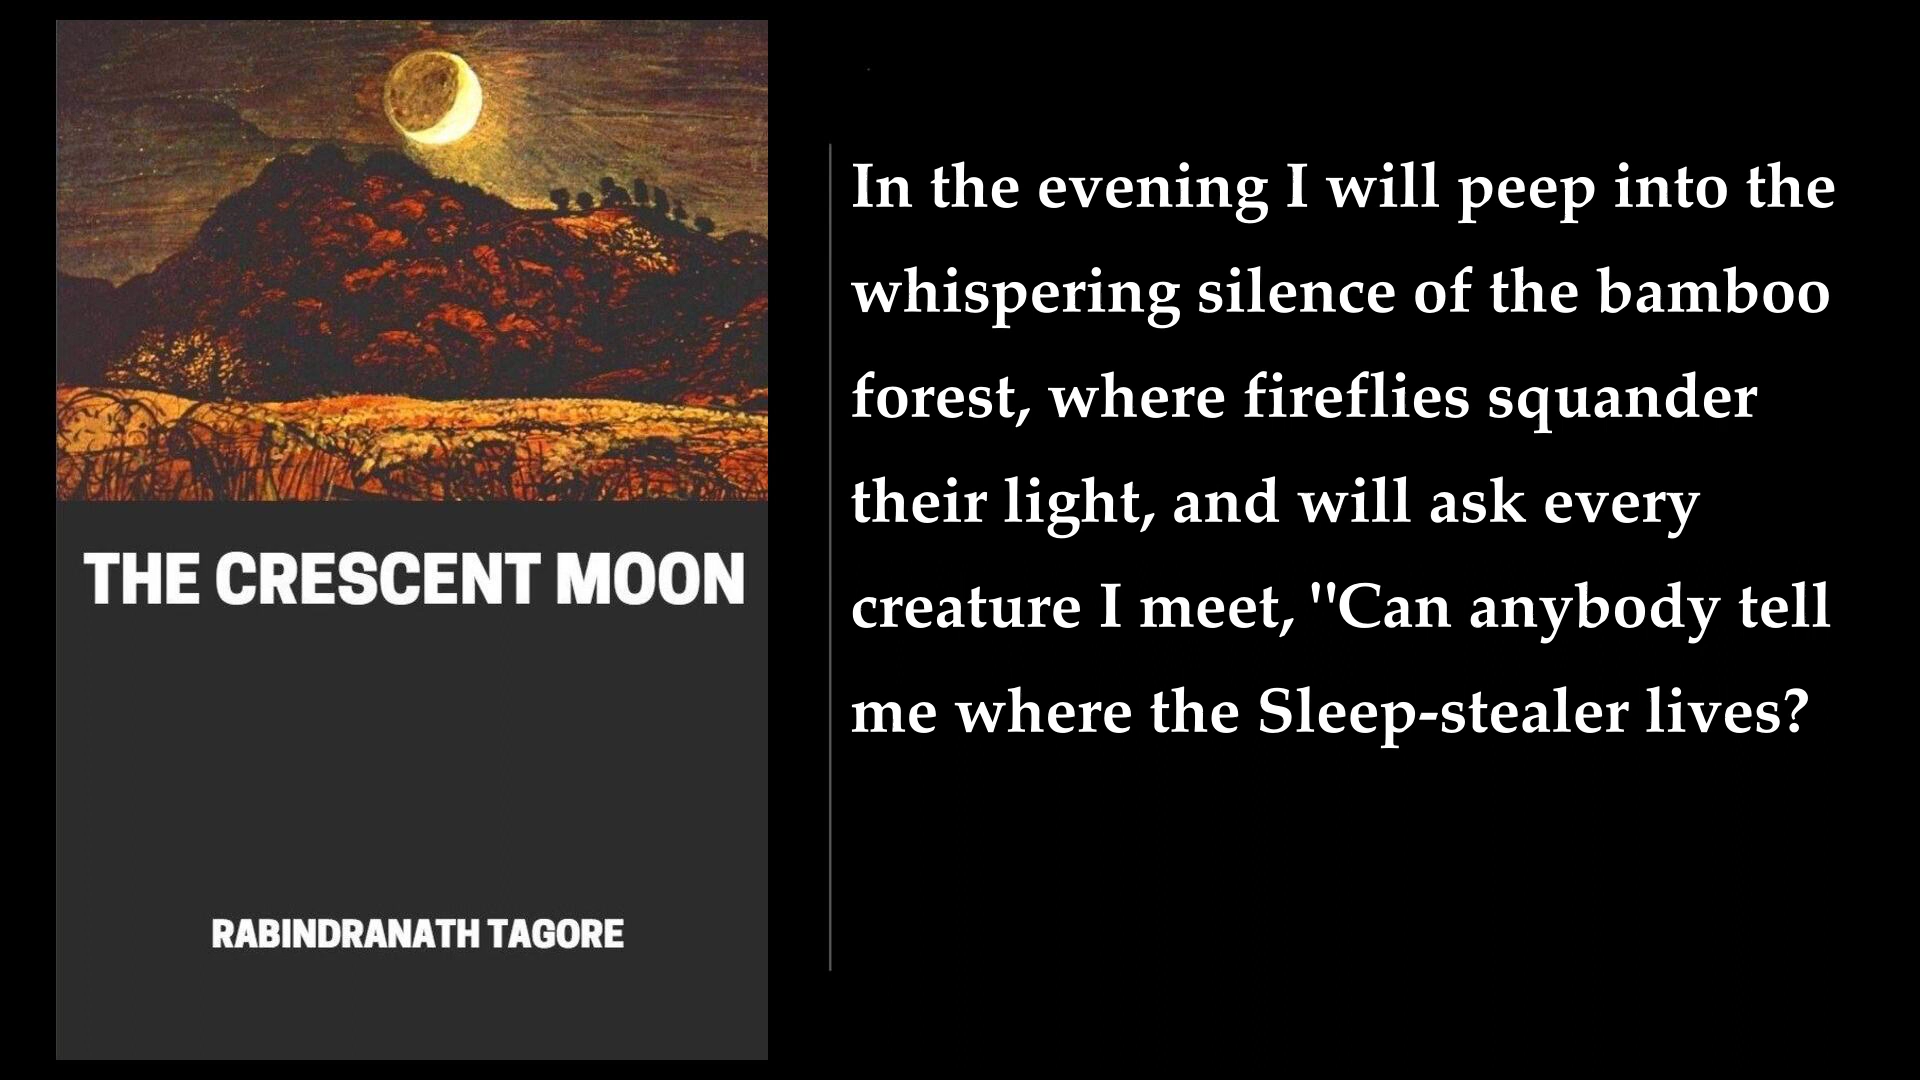 THE CRESCENT MOON
RABINDRANATH TAGORE
In the evening I will peep into the
whispering silence of the bamboo
forest, where fireflies squander
their light, and will ask every
creature I meet, "Can anybody tell
me where the Sleep-stealer lives?